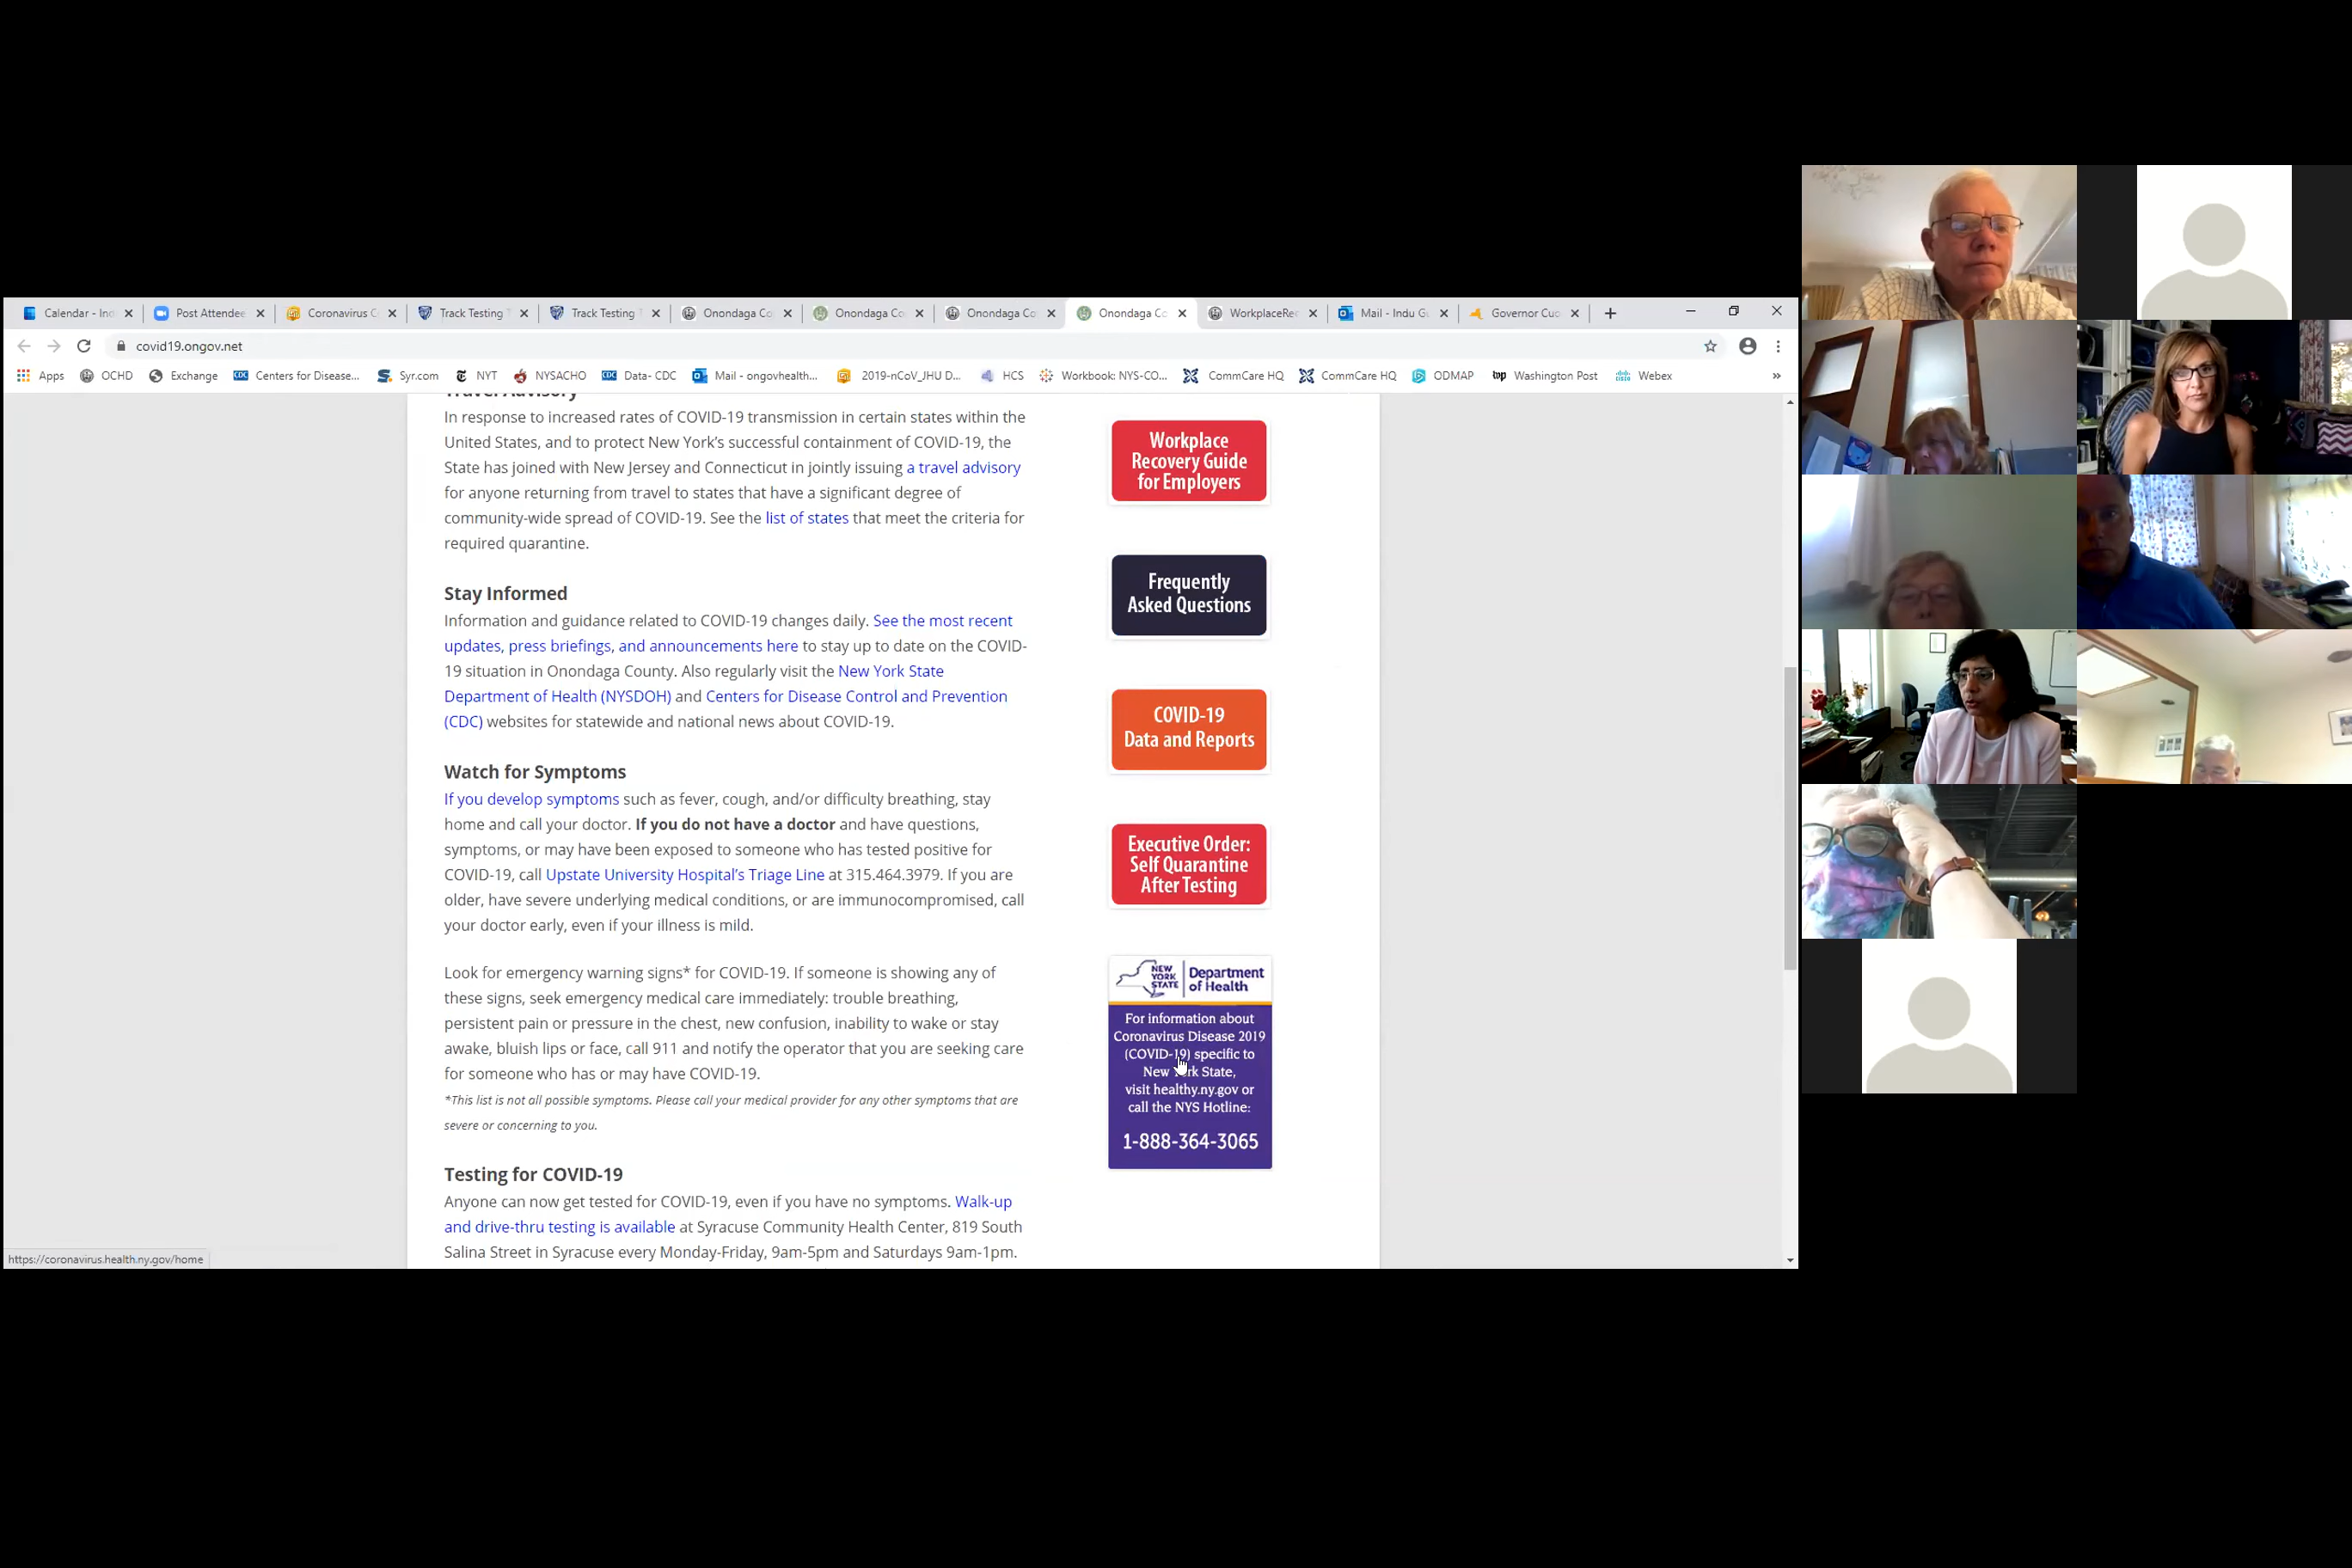 Calendar - Ind
Post Attendee
Coronavirus C
Track Testing T
Track Testing T
Onondaga Co
Onondaga Co
Onondaga Co
Onondaga Co
WorkplaceRe
Mail - Indu Gu
Governor Cuo
covid19.ongov.net
Apps
OCHD
Exchange
CDC
Centers for Disease...
Syr.com
NYT
NYSACHO
CDC
Data- CDC
Mail - ongovhealth...
2019-nCoV_JHU D...
HCS
Workbook: NYS-CO...
CommCare HQ
CommCare HQ
ODMAP
wp
Washington Post
Webex
»
Travel Advisory
In response to increased rates of COVID-19 transmission in certain states within the
United States, and to protect New York’s successful containment of COVID-19, the
State has joined with New Jersey and Connecticut in jointly issuing a travel advisory
for anyone returning from travel to states that have a significant degree of
community-wide spread of COVID-19. See the list of states that meet the criteria for
required quarantine.
Stay Informed
Information and guidance related to COVID-19 changes daily. See the most recent
updates, press briefings, and announcements here to stay up to date on the COVID-
19 situation in Onondaga County. Also regularly visit the New York State
Department of Health (NYSDOH) and Centers for Disease Control and Prevention
(CDC) websites for statewide and national news about COVID-19.
Watch for Symptoms
If you develop symptoms such as fever, cough, and/or difficulty breathing, stay
home and call your doctor. If you do not have a doctor and have questions,
symptoms, or may have been exposed to someone who has tested positive for
COVID-19, call Upstate University Hospital’s Triage Line at 315.464.3979. If you are
older, have severe underlying medical conditions, or are immunocompromised, call
your doctor early, even if your illness is mild.
Look for emergency warning signs* for COVID-19. If someone is showing any of
these signs, seek emergency medical care immediately: trouble breathing,
persistent pain or pressure in the chest, new confusion, inability to wake or stay
awake, bluish lips or face, call 911 and notify the operator that you are seeking care
for someone who has or may have COVID-19.
*This list is not all possible symptoms. Please call your medical provider for any other symptoms that are
severe or concerning to you.
Testing for COVID-19
Anyone can now get tested for COVID-19, even if you have no symptoms. Walk-up
and drive-thru testing is available at Syracuse Community Health Center, 819 South
Salina Street in Syracuse every Monday-Friday, 9am-5pm and Saturdays 9am-1pm.
Workplace
Recovery Guide
for Employers
Frequently
Asked Questions
COVID-19
Data and Reports
Executive Order:
Self Quarantine
After Testing
NEW
YORK
STATE
Department
of Health
For information about
Coronavirus Disease 2019
(COVID-19) specific to
New York State,
visit healthy.ny.gov or
call the NYS Hotline:
1-888-364-3065
https://coronavirus.health.ny.gov/home